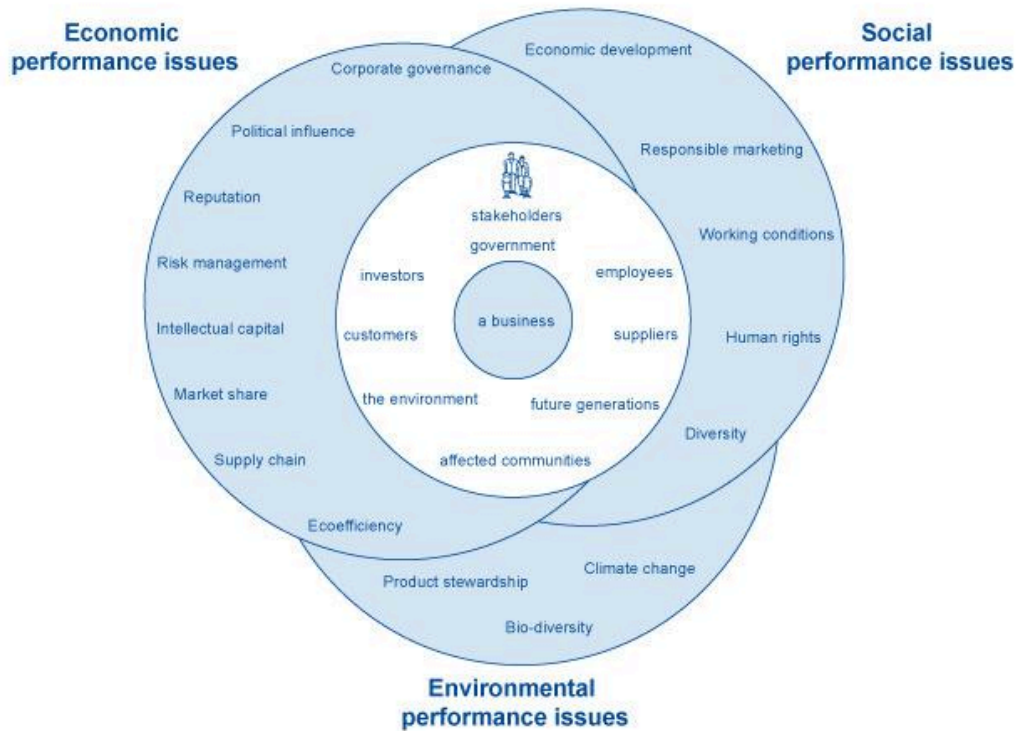 Economic
performance issues
Social
performance issues
Economic development
Corporate governance
Political influence
Responsible marketing
Reputation
stakeholders
Working conditions
government
Risk management
investors
employees
a business
Intellectual capital
customers
suppliers
Human rights
Market share
the environment
future generations
Diversity
Supply chain
affected communities
Ecoefficiency
Climate change
Product stewardship
Bio-diversity
Environmental
performance issues